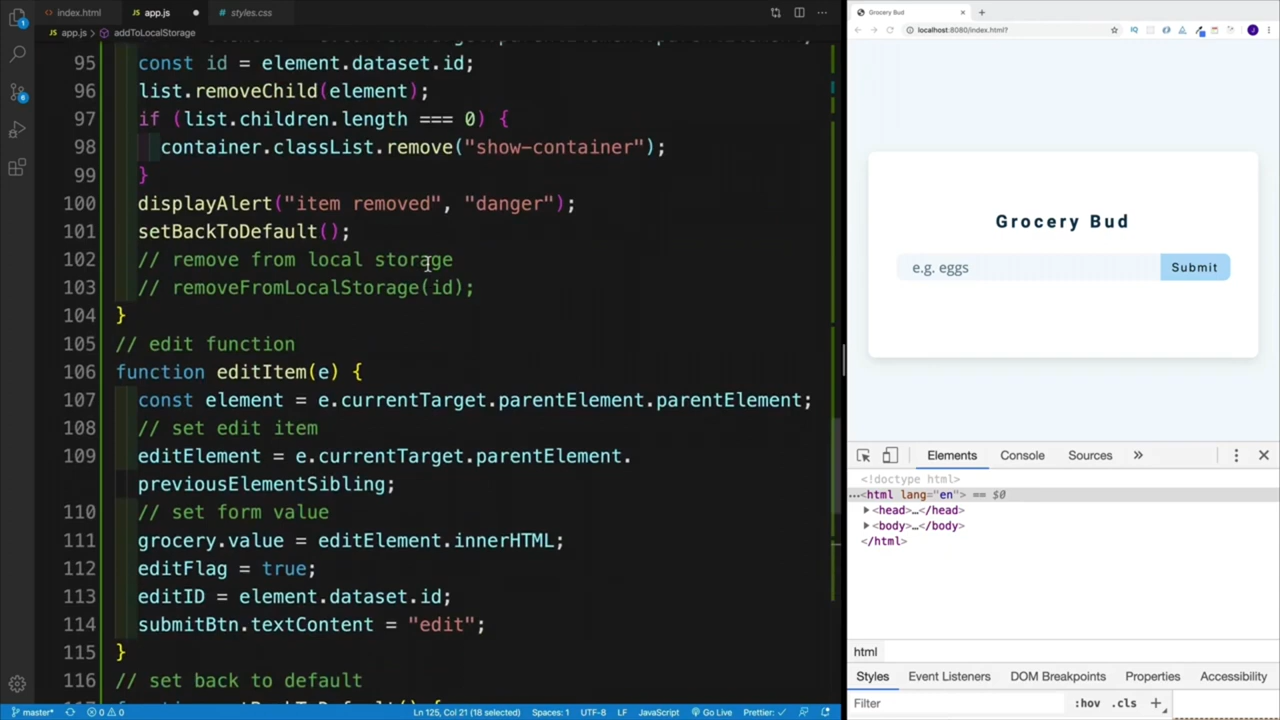 index.html
app.js
styles.css
app.js > addToLocalStorage
95 const id = element.dataset.id;
96 list.removeChild(element);
97 if (list.children.length === 0) {
98 container.classList.remove("show-container");
99 }
100 displayAlert("item removed", "danger");
101 setBackToDefault();
102 // remove from local storage
103 // removeFromLocalStorage(id);
104 }
105 // edit function
106 function editItem(e) {
107 const element = e.currentTarget.parentElement.parentElement;
108 // set edit item
109 editElement = e.currentTarget.parentElement.
previousElementSibling;
110 // set form value
111 grocery.value = editElement.innerHTML;
112 editFlag = true;
113 editID = element.dataset.id;
114 submitBtn.textContent = "edit";
115 }
116 // set back to default
1
6
master* 0 0 Ln 125, Col 21 (18 selected) Spaces: 1 UTF-8 LF JavaScript Go Live Prettier: ✓
Grocery Bud
localhost:8080/index.html?
J
Grocery Bud
e.g. eggs Submit
Elements Console Sources »
<!doctype html>
…<html lang="en"> == $0
<head>…</head>
<body>…</body>
</html>
html
Styles Event Listeners DOM Breakpoints Properties Accessibility
Filter :hov .cls +